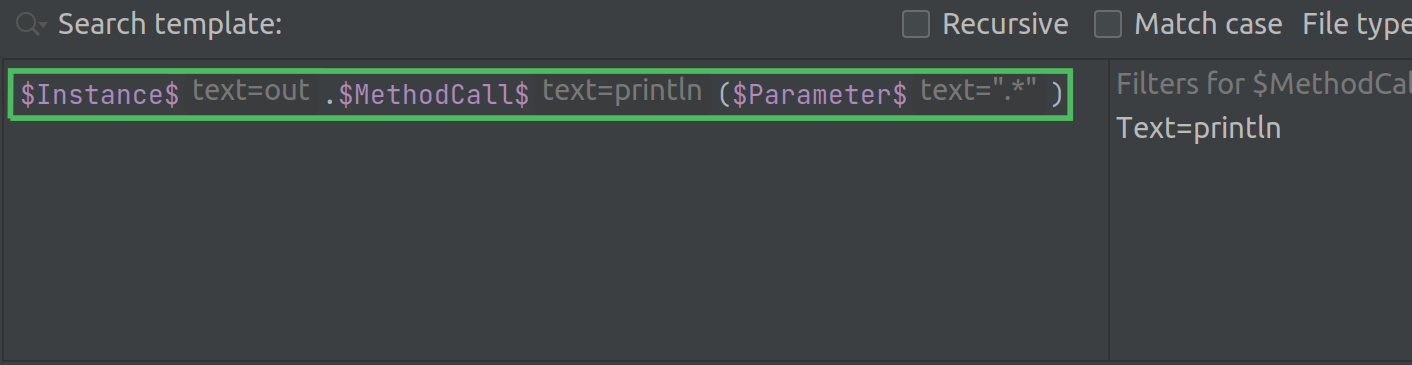 Search template: Recursive Match case File type
$Instance$ text=out .$MethodCall$ text=println ($Parameter$ text=".*" )
Filters for $MethodCal
Text=println